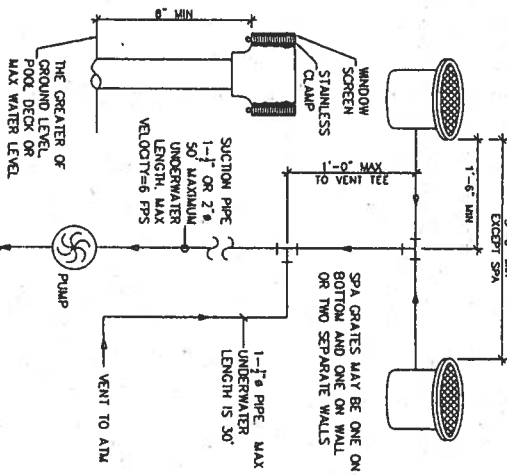 MIN
WINDOW
SCREEN
STAINLESS
CLAMP
THE GREATER OF
GROUND LEVEL,
POOL DECK OR
MAX WATER LEVEL
EXCEPT SPA
1'-6" MIN
1'-0" MAX
TO VENT TEE
SPA GRATES MAY BE ONE ON
BOTTOM AND ONE ON WALL
OR TWO SEPARATE WALLS
SUCTION PIPE
1-½" OR 2"ø.
50' MAXIMUM
UNDERWATER
LENGTH. MAX
VELOCITY=6 FPS
1-½"ø PIPE. MAX
UNDERWATER
LENGTH IS 30'
PUMP
VENT TO ATM